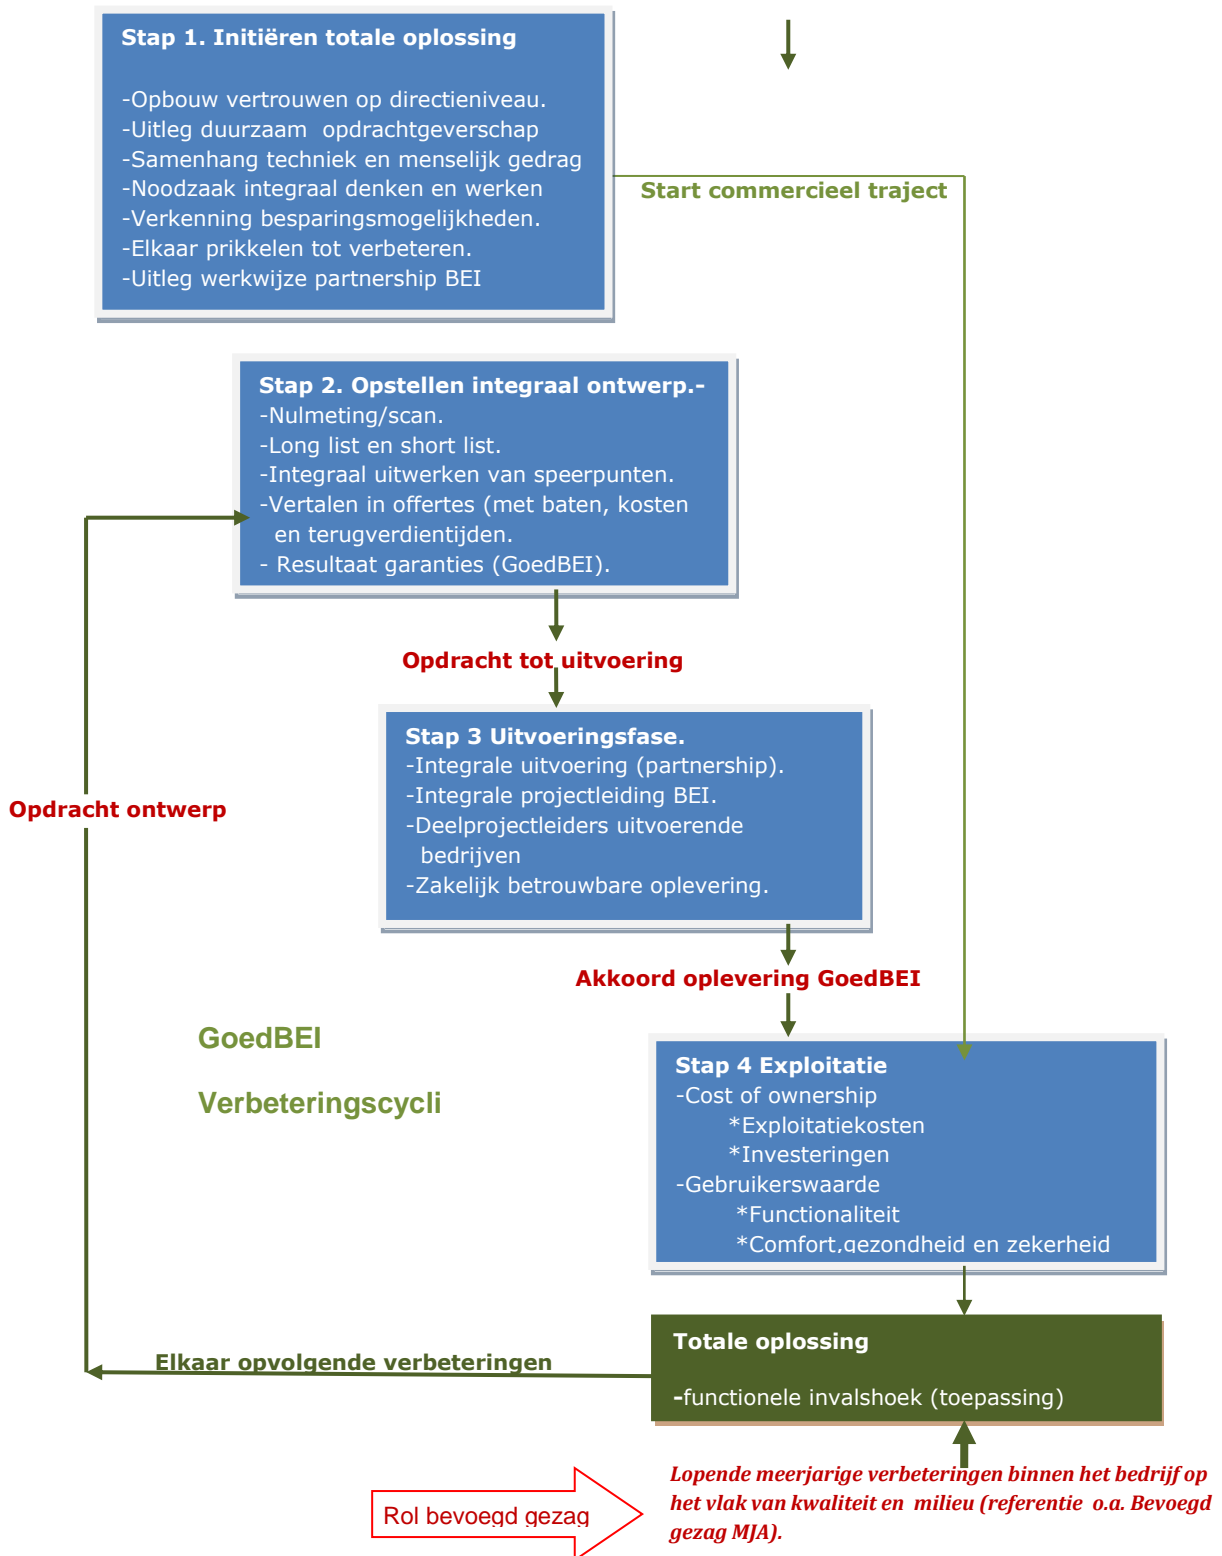 Stap 1. Initiëren totale oplossing
-Opbouw vertrouwen op directieniveau.
-Uitleg duurzaam  opdrachtgeverschap
-Samenhang techniek en menselijk gedrag
-Noodzaak integraal denken en werken
-Verkenning besparingsmogelijkheden.
-Elkaar prikkelen tot verbeteren.
-Uitleg werkwijze partnership BEI
Start commercieel traject
Stap 2. Opstellen integraal ontwerp.-
-Nulmeting/scan.
-Long list en short list.
-Integraal uitwerken van speerpunten.
-Vertalen in offertes (met baten, kosten
en terugverdientijden.
- Resultaat garanties (GoedBEI).
Opdracht tot uitvoering
Stap 3 Uitvoeringsfase.
-Integrale uitvoering (partnership).
-Integrale projectleiding BEI.
-Deelprojectleiders uitvoerende
bedrijven
-Zakelijk betrouwbare oplevering.
Opdracht ontwerp
Akkoord oplevering GoedBEI
GoedBEI
Verbeteringscycli
Stap 4 Exploitatie
-Cost of ownership
*Exploitatiekosten
*Investeringen
-Gebruikerswaarde
*Functionaliteit
*Comfort,gezondheid en zekerheid
Totale oplossing
-functionele invalshoek (toepassing)
Elkaar opvolgende verbeteringen
Rol bevoegd gezag
Lopende meerjarige verbeteringen binnen het bedrijf op
het vlak van kwaliteit en  milieu (referentie  o.a. Bevoegd
gezag MJA).